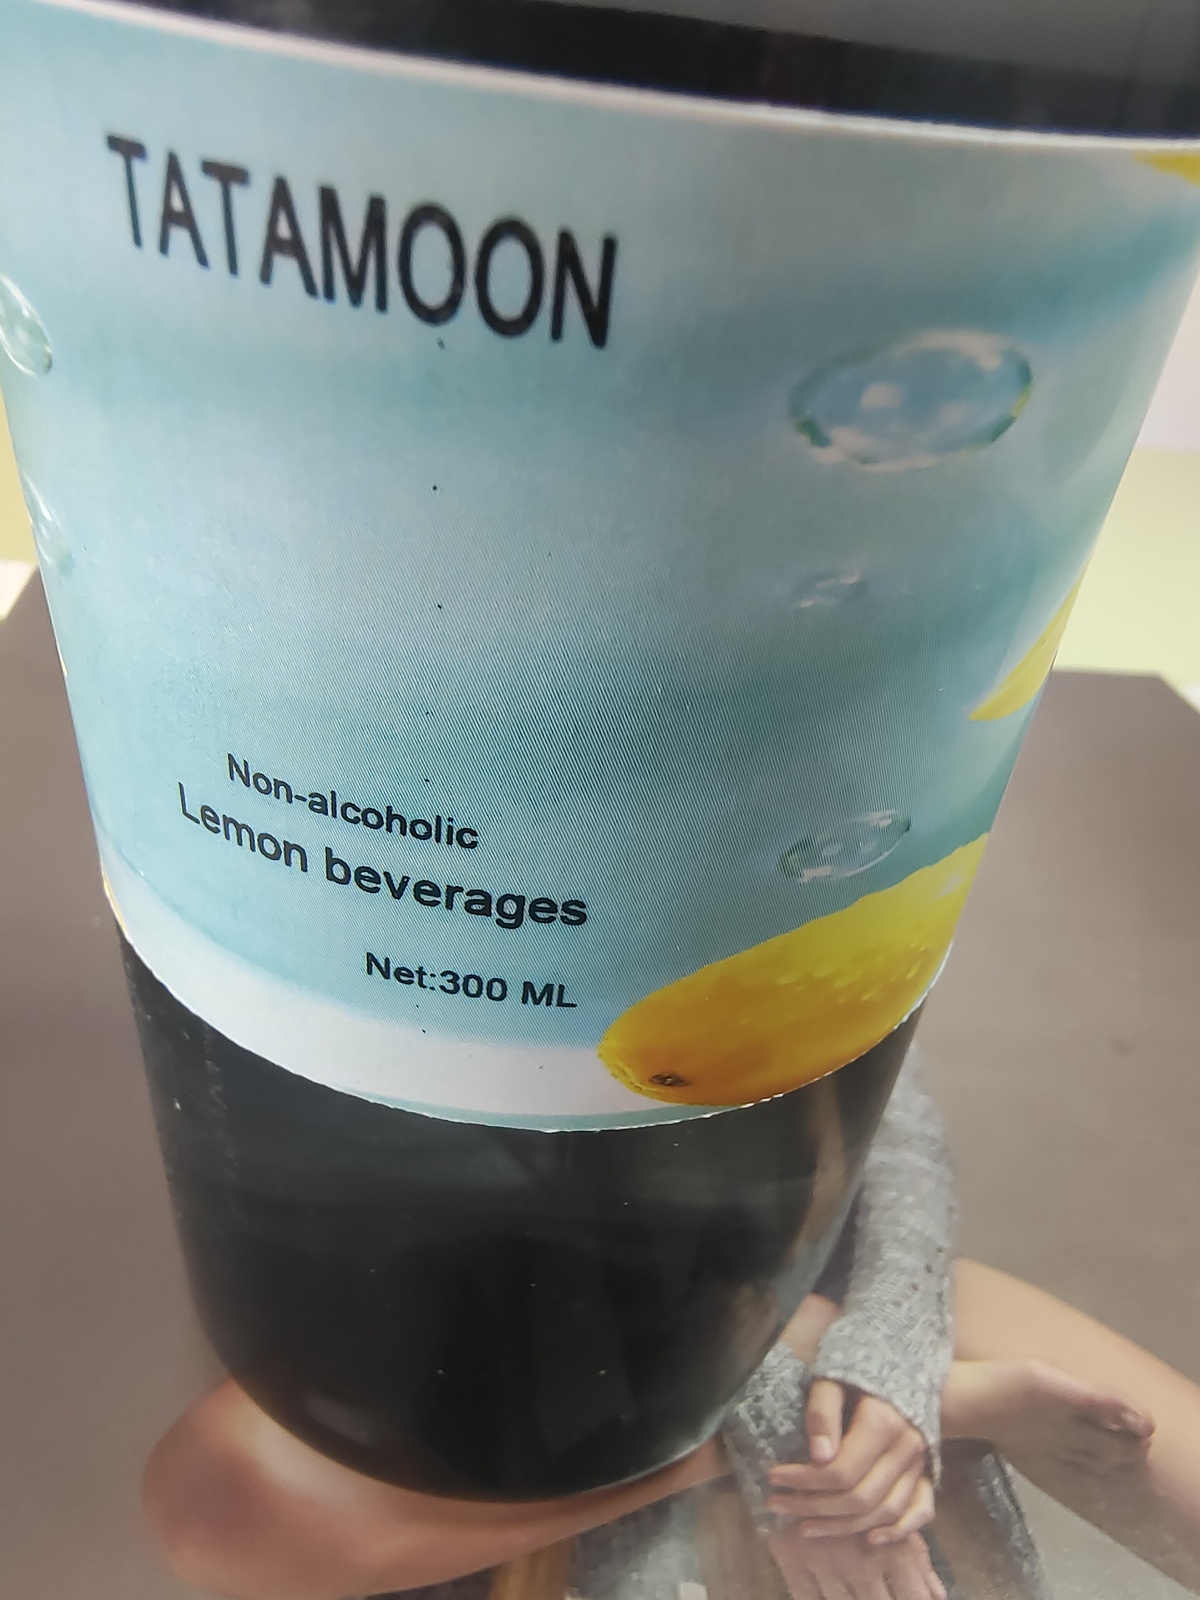 TATAMOON
Non-alcoholic
Lemon beverages
Net:300 ML